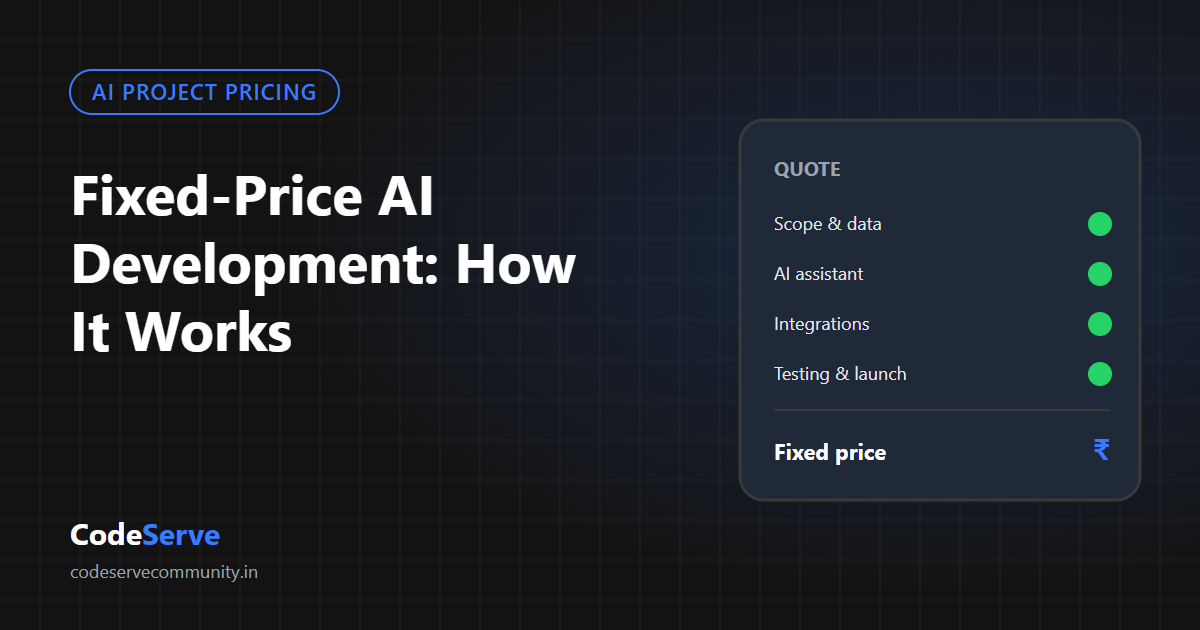 AI PROJECT PRICING
Fixed-Price AI
Development: How
It Works
CodeServe
codeservecommunity.in
QUOTE
Scope & data
AI assistant
Integrations
Testing & launch
Fixed price ₹